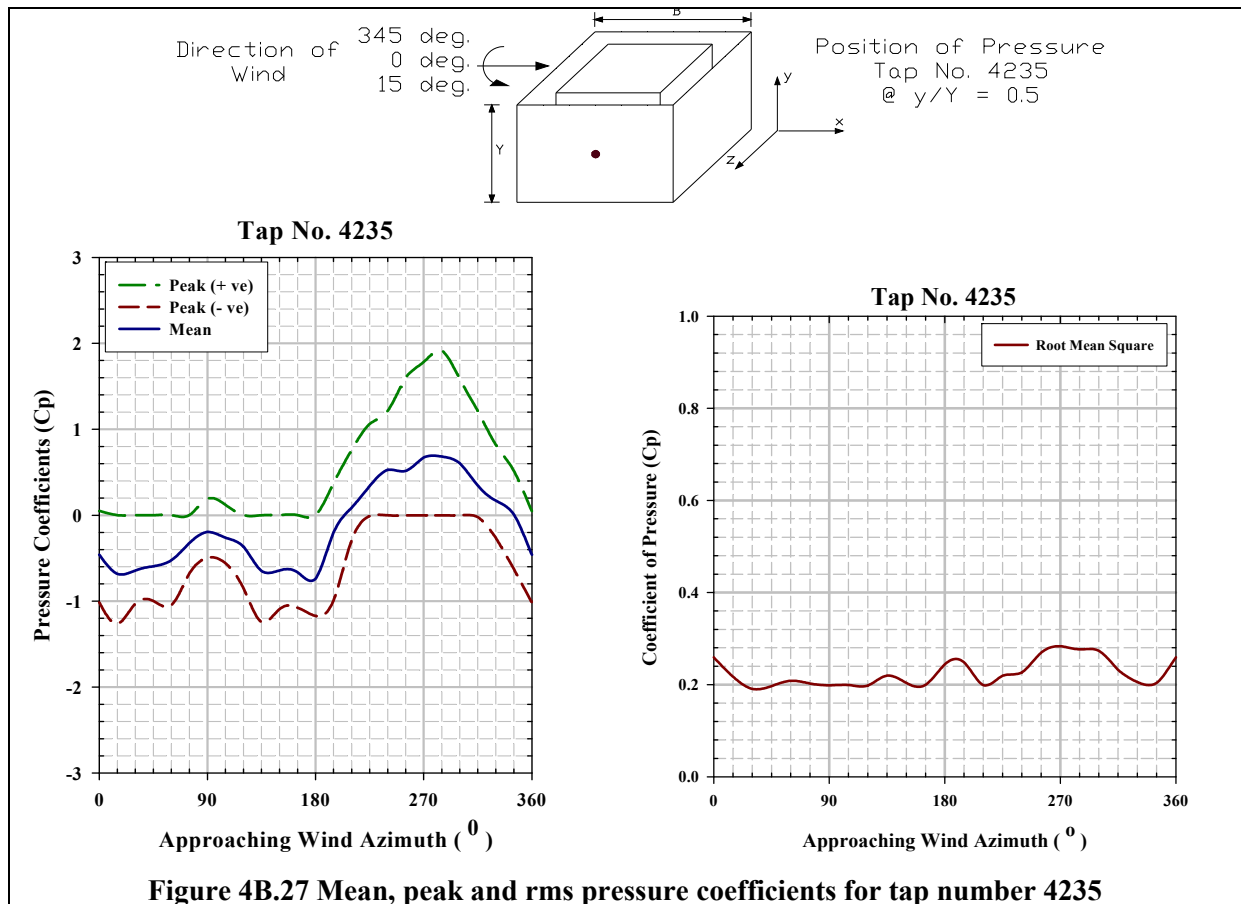 B
Direction of
Wind
345 deg.
0 deg.
15 deg.
Position of Pressure
Tap No. 4235
@ y/Y = 0.5
Y
y
x
z
Tap No. 4235
Pressure Coefficients (Cp)
3
2
1
0
-1
-2
-3
Peak (+ ve)
Peak (- ve)
Mean
0 90 180 270 360
Approaching Wind Azimuth ( 0 )
Tap No. 4235
Coefficient of Pressure (Cp)
1.0
0.8
0.6
0.4
0.2
0.0
Root Mean Square
0 90 180 270 360
Approaching Wind Azimuth ( o )
Figure 4B.27 Mean, peak and rms pressure coefficients for tap number 4235